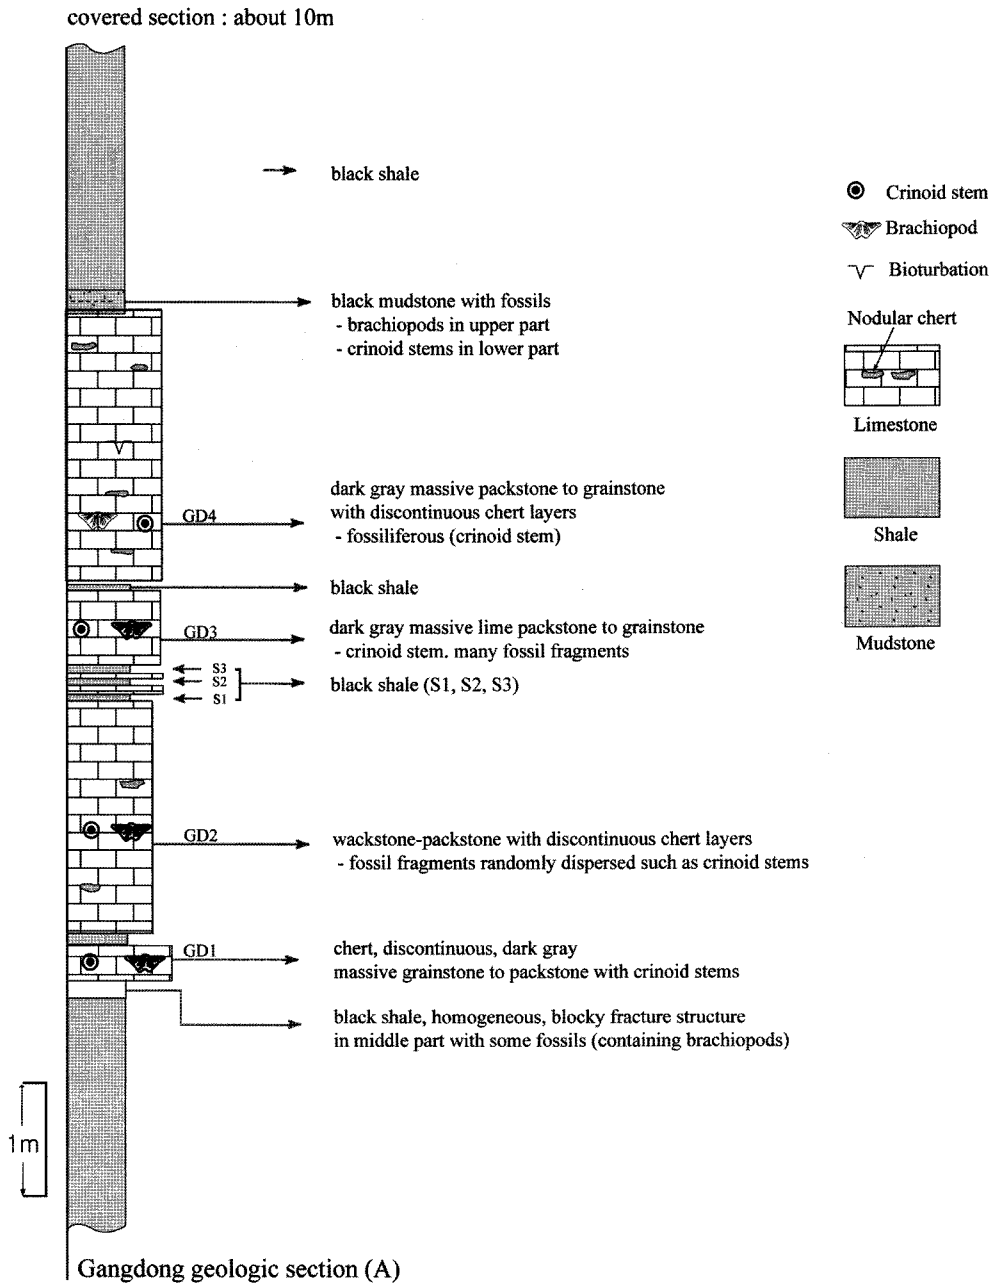 covered section : about 10m
black shale
Crinoid stem
Brachiopod
Bioturbation
Nodular chert
Limestone
Shale
Mudstone
black mudstone with fossils
- brachiopods in upper part
- crinoid stems in lower part
GD4
dark gray massive packstone to grainstone
with discontinuous chert layers
- fossiliferous (crinoid stem)
black shale
GD3
dark gray massive lime packstone to grainstone
- crinoid stem. many fossil fragments
S3
S2
S1
black shale (S1, S2, S3)
GD2
wackstone-packstone with discontinuous chert layers
- fossil fragments randomly dispersed such as crinoid stems
GD1
chert, discontinuous, dark gray
massive grainstone to packstone with crinoid stems
black shale, homogeneous, blocky fracture structure
in middle part with some fossils (containing brachiopods)
1m
Gangdong geologic section (A)